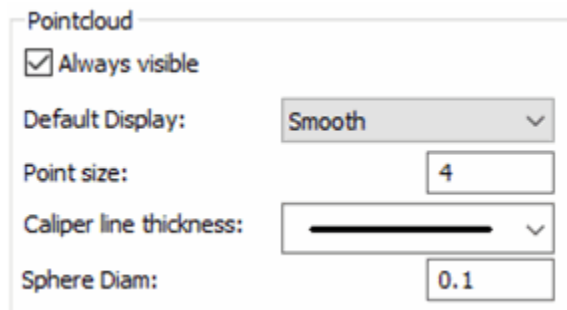 Pointcloud
Always visible
Default Display: Smooth
Point size: 4
Caliper line thickness:
Sphere Diam: 0.1